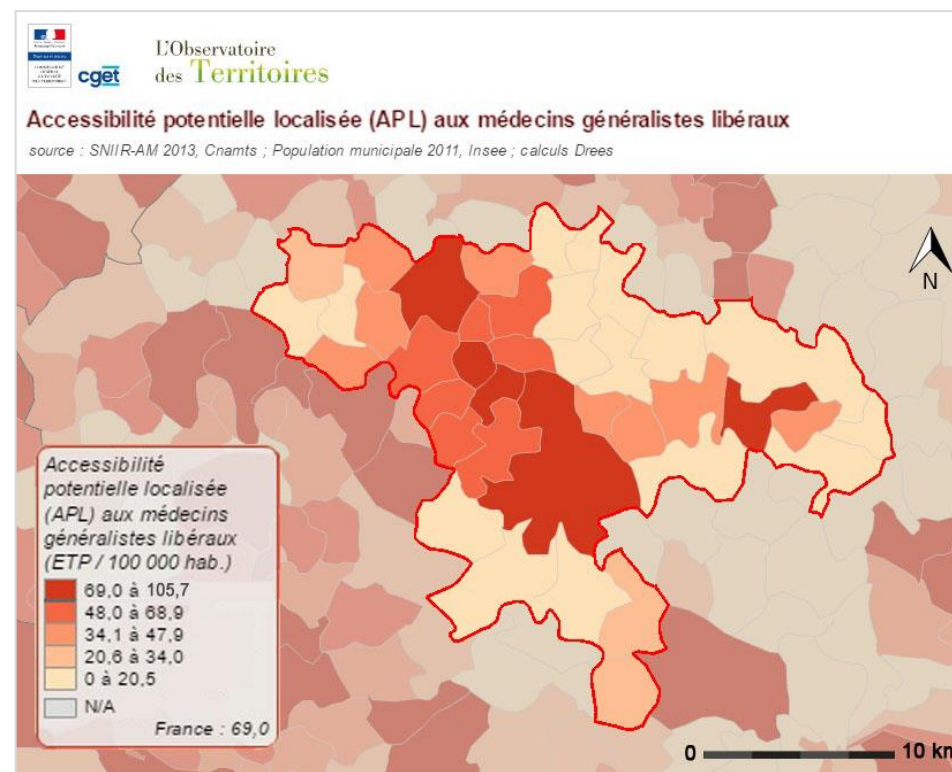 cget
L'Observatoire
des Territoires
Accessibilité potentielle localisée (APL) aux médecins généralistes libéraux
source : SNIIR-AM 2013, Cnamts ; Population municipale 2011, Insee ; calculs Drees
N
Accessibilité
potentielle localisée
(APL) aux médecins
généralistes libéraux
(ETP / 100 000 hab.)
69,0 à 105,7
48,0 à 68,9
34,1 à 47,9
20,6 à 34,0
0 à 20,5
N/A
France : 69,0
0 10 km